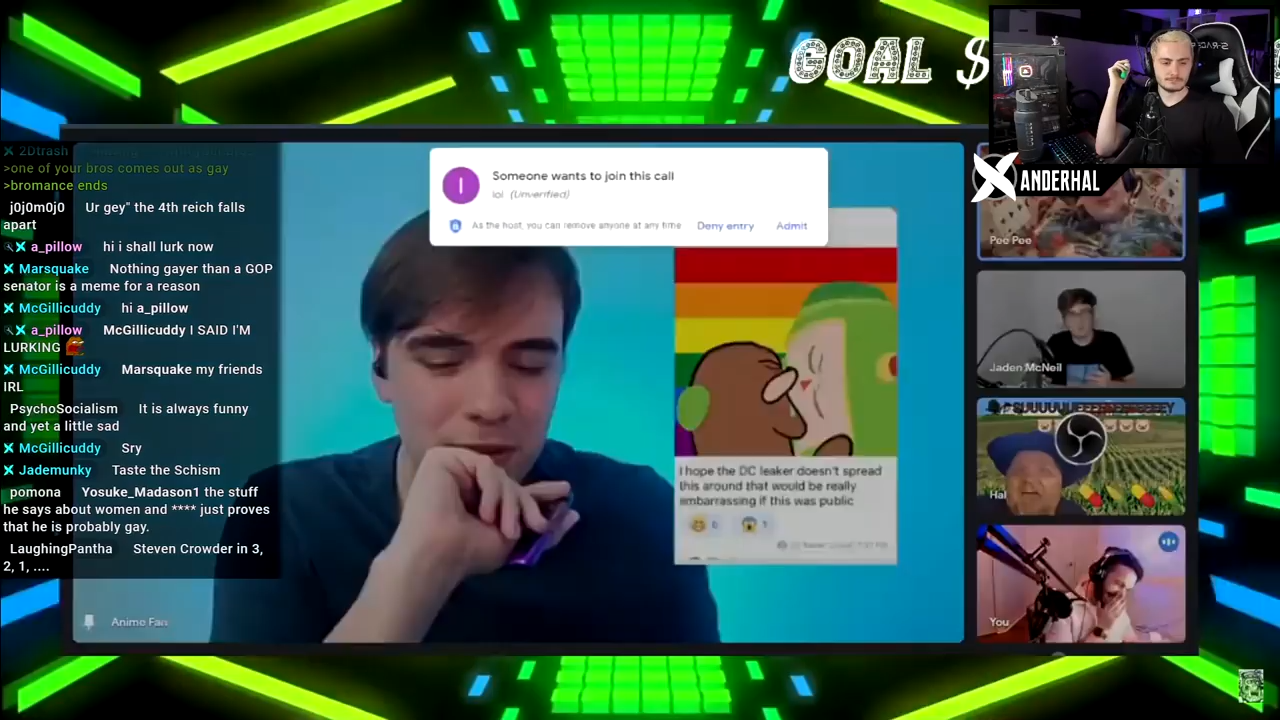 GOAL $
2Dtrash
>one of your bros comes out as gay
>bromance ends
j0j0m0j0 Ur gey" the 4th reich falls
apart
a_pillow hi i shall lurk now
Marsquake Nothing gayer than a GOP
senator is a meme for a reason
McGillicuddy hi a_pillow
a_pillow McGillicuddy I SAID I'M
LURKING
McGillicuddy Marsquake my friends
IRL
PsychoSocialism It is always funny
and yet a little sad
McGillicuddy Sry
Jademunky Taste the Schism
pomona Yosuke_Madason1 the stuff
he says about women and **** just proves
that he is probably gay.
LaughingPantha Steven Crowder in 3,
2, 1, ....
I
Someone wants to join this call
lol (Unverified)
As the host, you can remove anyone at any time Deny entry Admit
I hope the DC leaker doesn't spread
this around that would be really
embarrassing if this was public
6 1
Anime Fan
XANDERHAL
Pee Pee
Jaden McNeil
Hal
You